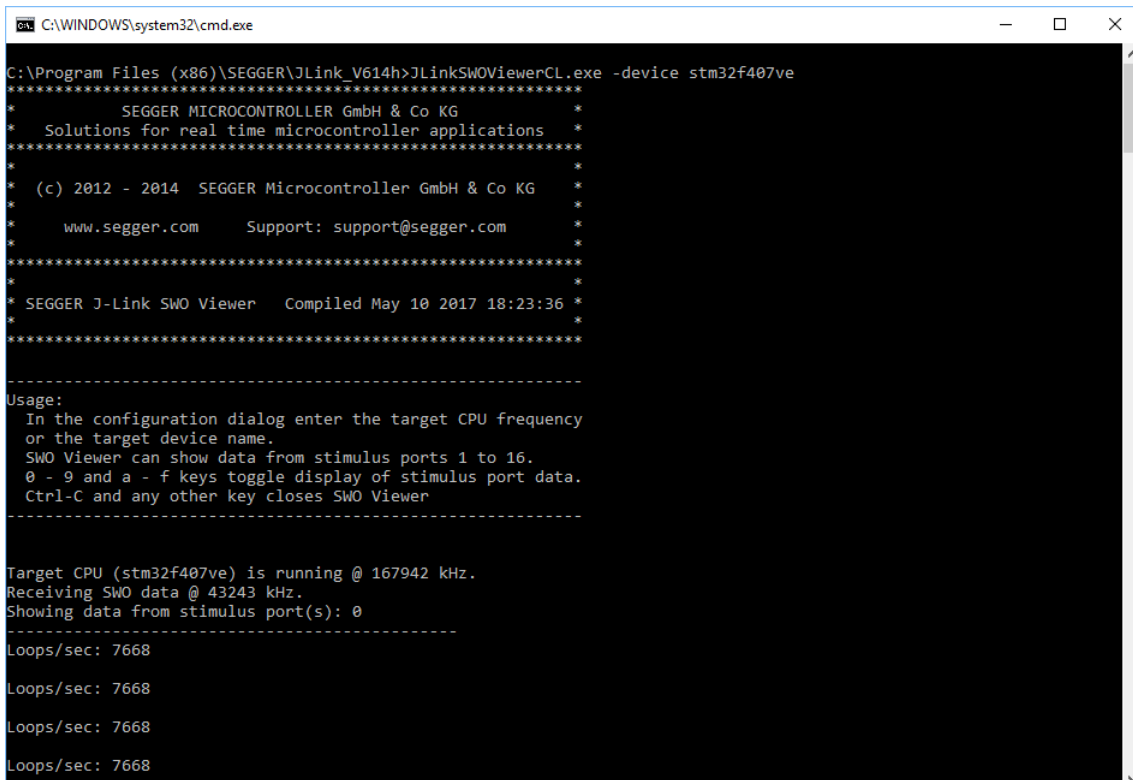 C:\WINDOWS\system32\cmd.exe
C:\Program Files (x86)\SEGGER\JLink_V614h>JLinkSWOViewerCL.exe -device stm32f407ve
************************************************************
*           SEGGER MICROCONTROLLER GmbH & Co KG            *
*   Solutions for real time microcontroller applications   *
************************************************************
*                                                          *
*  (c) 2012 - 2014  SEGGER Microcontroller GmbH & Co KG    *
*                                                          *
*     www.segger.com     Support: support@segger.com       *
*                                                          *
************************************************************
*                                                          *
* SEGGER J-Link SWO Viewer   Compiled May 10 2017 18:23:36 *
*                                                          *
************************************************************
------------------------------------------------------------
Usage:
  In the configuration dialog enter the target CPU frequency
  or the target device name.
  SWO Viewer can show data from stimulus ports 1 to 16.
  0 - 9 and a - f keys toggle display of stimulus port data.
  Ctrl-C and any other key closes SWO Viewer
------------------------------------------------------------
Target CPU (stm32f407ve) is running @ 167942 kHz.
Receiving SWO data @ 43243 kHz.
Showing data from stimulus port(s): 0
-----------------------------------------------
Loops/sec: 7668
Loops/sec: 7668
Loops/sec: 7668
Loops/sec: 7668